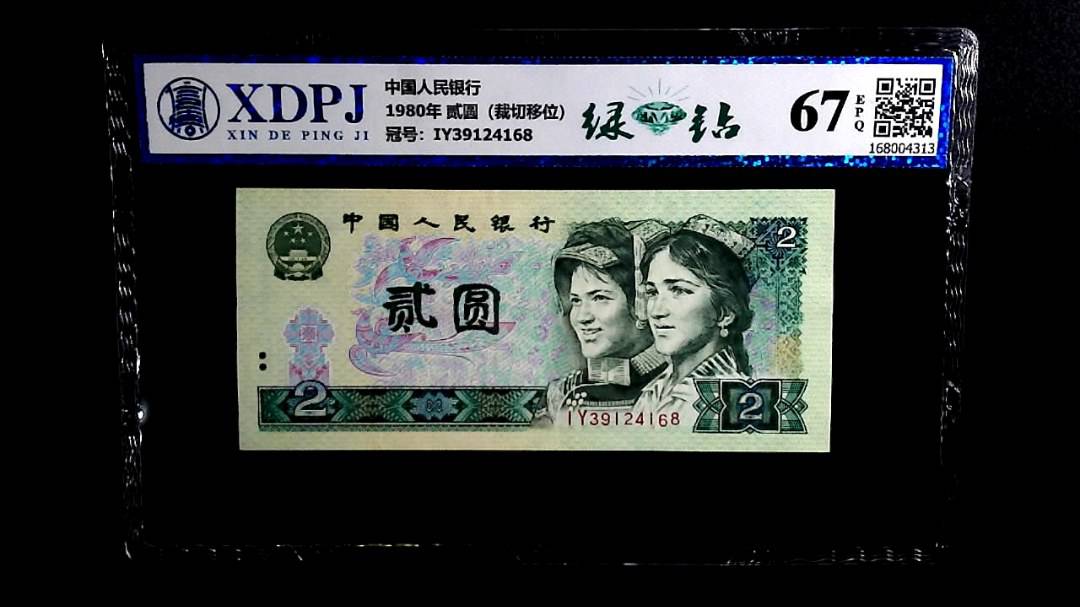 XDPJ
XIN DE PING JI
中国人民银行
1980年 贰圆（裁切移位）
冠号：IY39124168
绿钻
67
EPQ
168004313
中国人民银行
2
贰圆
2
IY39124168
2